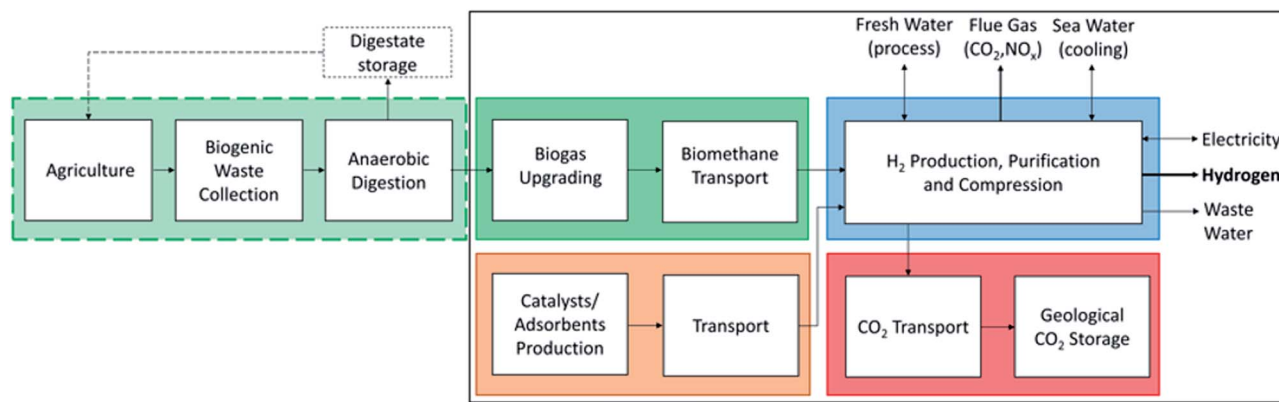 Digestate
storage
Fresh Water
(process)
Flue Gas
(CO₂,NOₓ)
Sea Water
(cooling)
Agriculture
Biogenic
Waste
Collection
Anaerobic
Digestion
Biogas
Upgrading
Biomethane
Transport
H₂ Production, Purification
and Compression
Electricity
Hydrogen
Waste
Water
Catalysts/
Adsorbents
Production
Transport
CO₂ Transport
Geological
CO₂ Storage